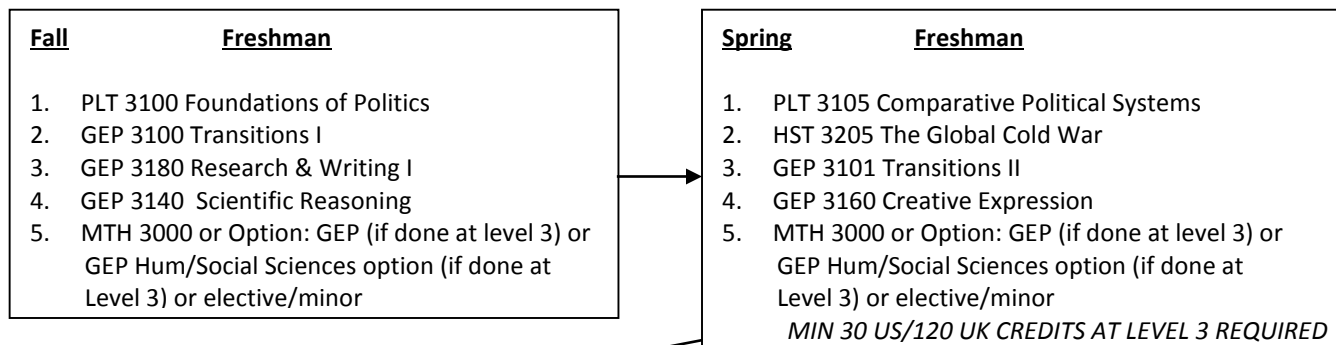 Fall Freshman
1. PLT 3100 Foundations of Politics
2. GEP 3100 Transitions I
3. GEP 3180 Research & Writing I
4. GEP 3140 Scientific Reasoning
5. MTH 3000 or Option: GEP (if done at level 3) or
GEP Hum/Social Sciences option (if done at
Level 3) or elective/minor
Spring Freshman
1. PLT 3105 Comparative Political Systems
2. HST 3205 The Global Cold War
3. GEP 3101 Transitions II
4. GEP 3160 Creative Expression
5. MTH 3000 or Option: GEP (if done at level 3) or
GEP Hum/Social Sciences option (if done at
Level 3) or elective/minor
MIN 30 US/120 UK CREDITS AT LEVEL 3 REQUIRED